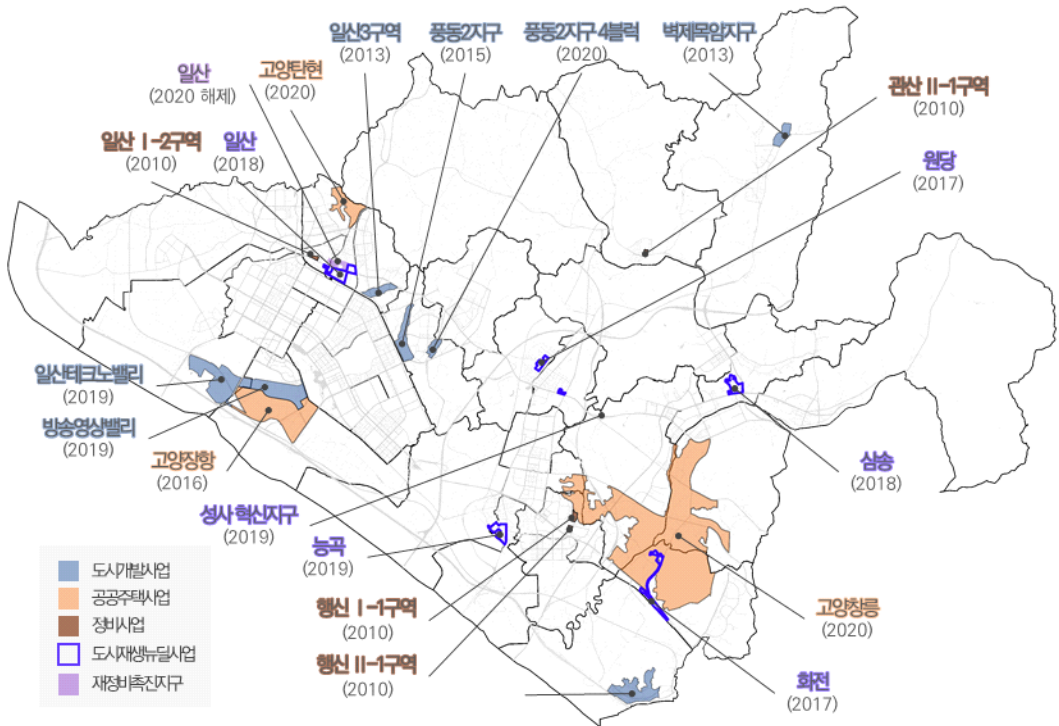 일산3구역
(2013)
풍동2지구
(2015)
풍동2지구 4블럭
(2020)
벽제목암지구
(2013)
일산
(2020 해제)
고양탄현
(2020)
관산 II-1구역
(2010)
일산 I-2구역
(2010)
일산
(2018)
원당
(2017)
일산테크노밸리
(2019)
방송영상밸리
(2019)
고양장항
(2016)
성사 혁신지구
(2019)
능곡
(2019)
삼송
(2018)
행신 I-1구역
(2010)
고양창릉
(2020)
행신 II-1구역
(2010)
화전
(2017)
도시개발사업
공공주택사업
정비사업
도시재생뉴딜사업
재정비촉진지구